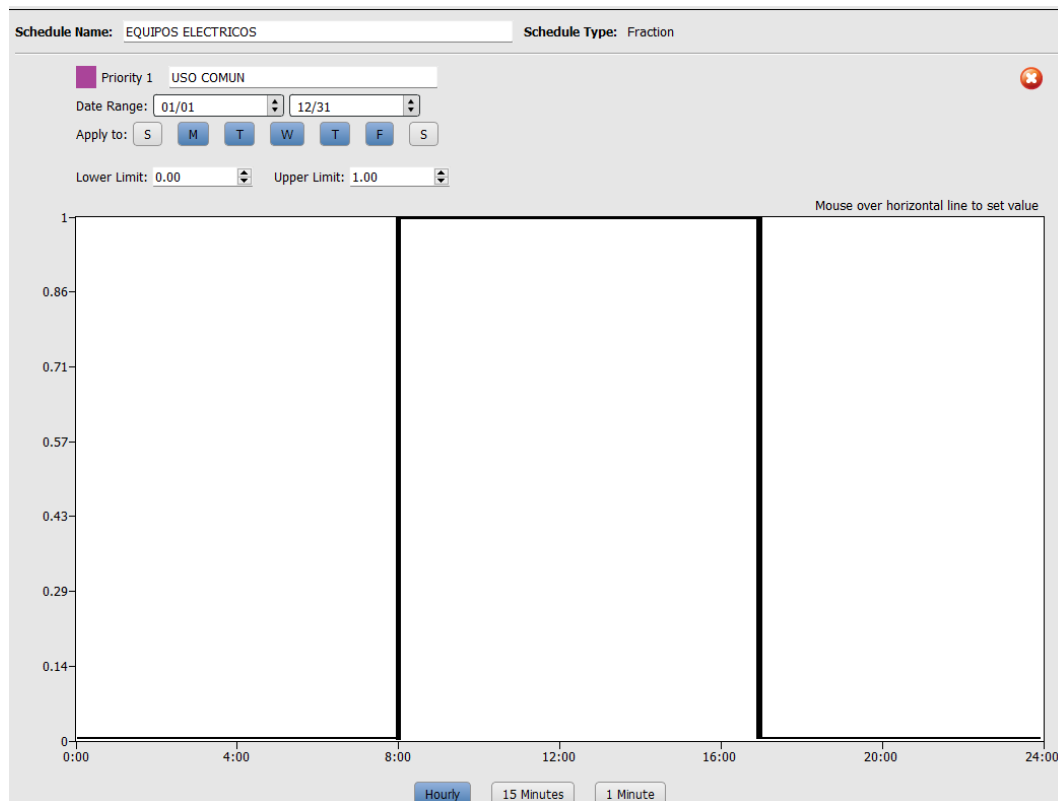 Schedule Name: EQUIPOS ELECTRICOS Schedule Type: Fraction
Priority 1 USO COMUN
Date Range: 01/01 12/31
Apply to: S M T W T F S
Lower Limit: 0.00 Upper Limit: 1.00
Mouse over horizontal line to set value
1
0.86
0.71
0.57
0.43
0.29
0.14
0
0:00 4:00 8:00 12:00 16:00 20:00 24:00
Hourly 15 Minutes 1 Minute